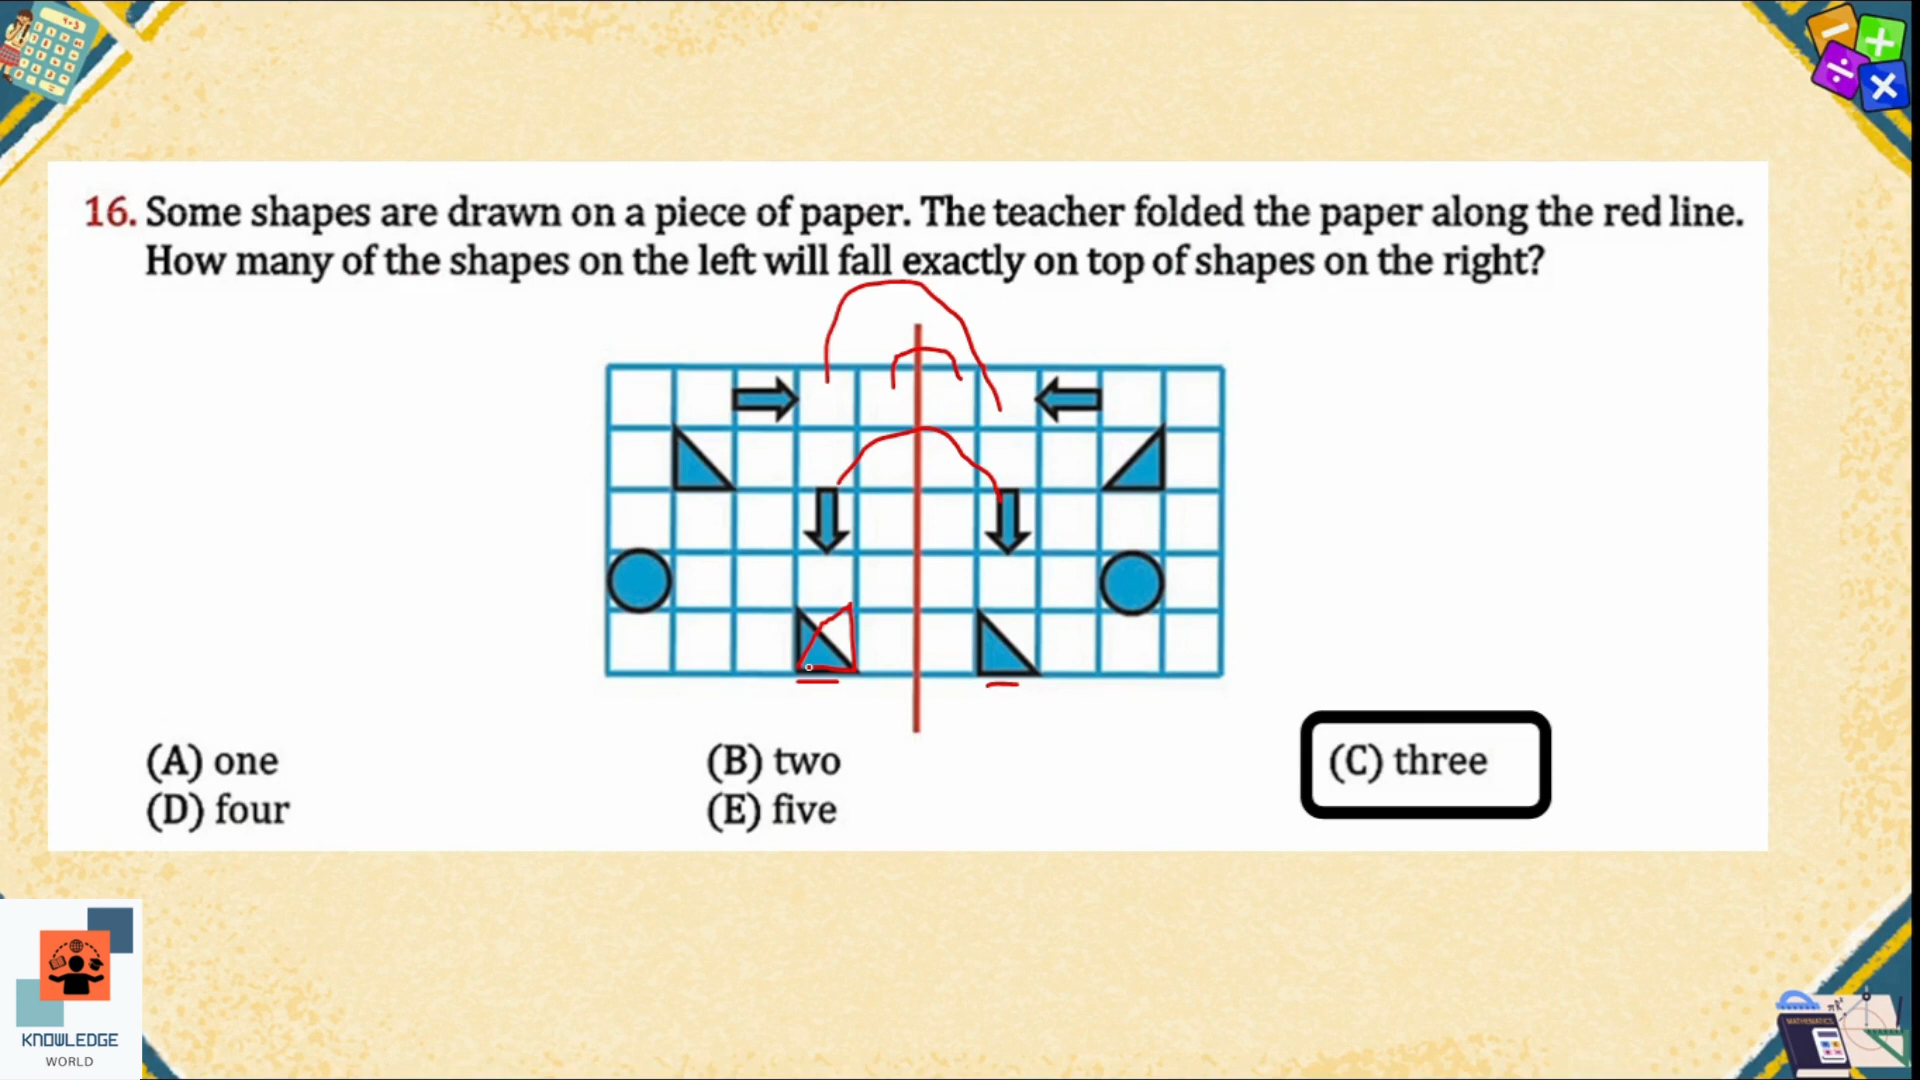 16. Some shapes are drawn on a piece of paper. The teacher folded the paper along the red line.
How many of the shapes on the left will fall exactly on top of shapes on the right?
(A) one
(B) two
(C) three
(D) four
(E) five
KNOWLEDGE
WORLD
MATHEMATICS